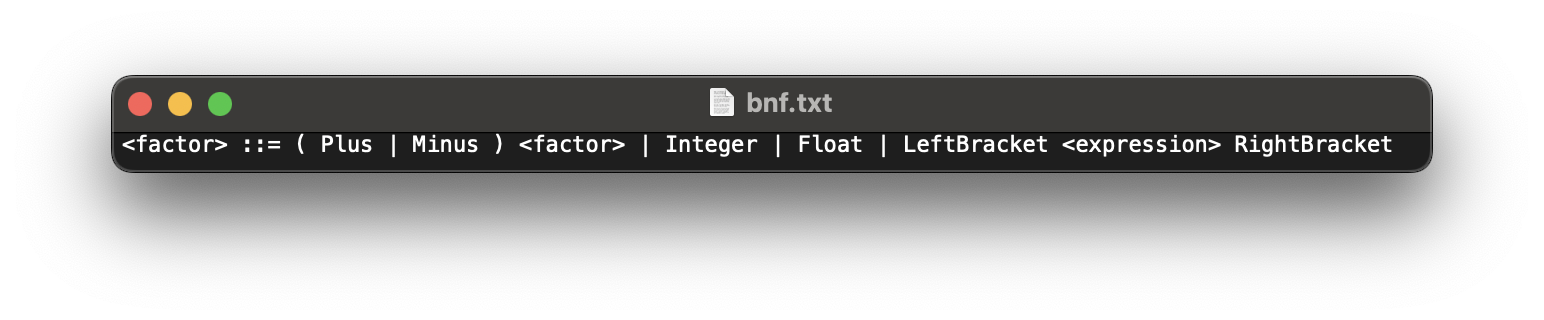 bnf.txt
<factor> ::= ( Plus | Minus ) <factor> | Integer | Float | LeftBracket <expression> RightBracket